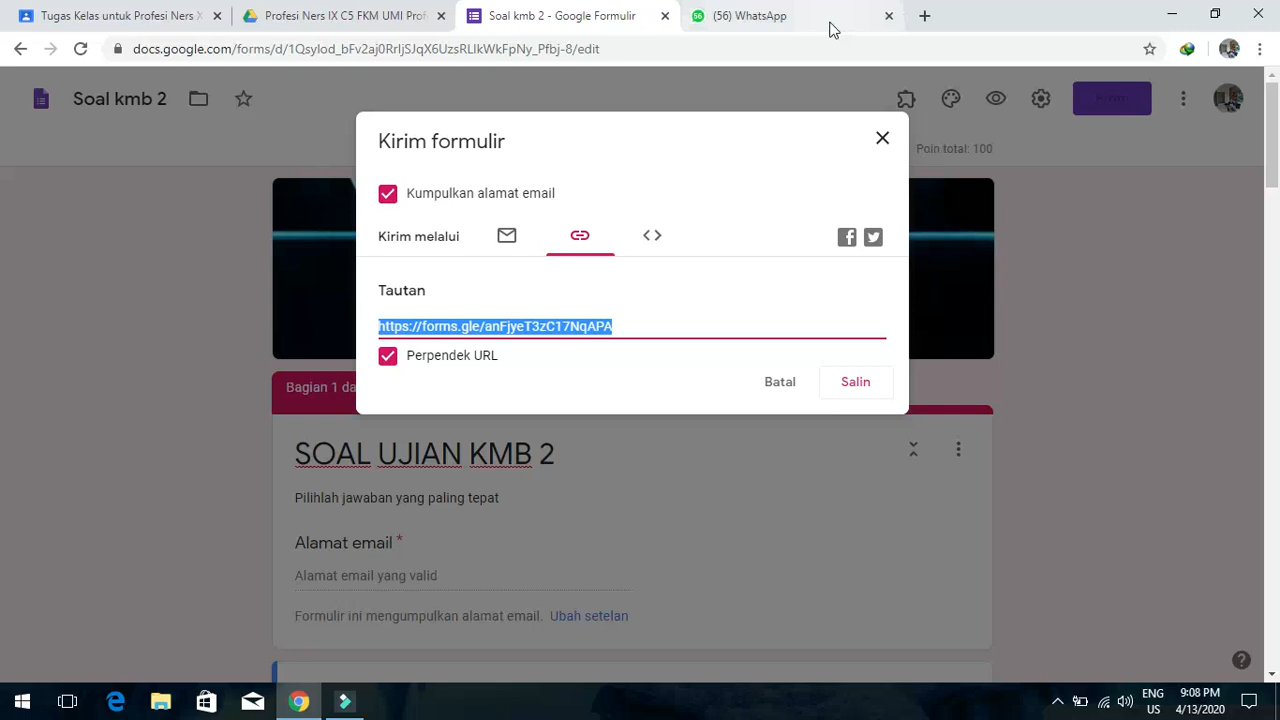 Tugas Kelas untuk Profesi Ners X
Profesi Ners IX C5 FKM UMI Prof
Soal kmb 2 - Google Formulir
(56) WhatsApp
docs.google.com/forms/d/1Qsylod_bFv2aj0RrljSJqX6UzsRLlkWkFpNy_Pfbj-8/edit
Soal kmb 2
Kirim
Poin total: 100
Kirim formulir
Kumpulkan alamat email
Kirim melalui
Tautan
https://forms.gle/anFjyeT3zC17NqAPA
Perpendek URL
Batal
Salin
Bagian 1 da
SOAL UJIAN KMB 2
Pilihlah jawaban yang paling tepat
Alamat email *
Alamat email yang valid
Formulir ini mengumpulkan alamat email. Ubah setelan
ENG
US
9:08 PM
4/13/2020